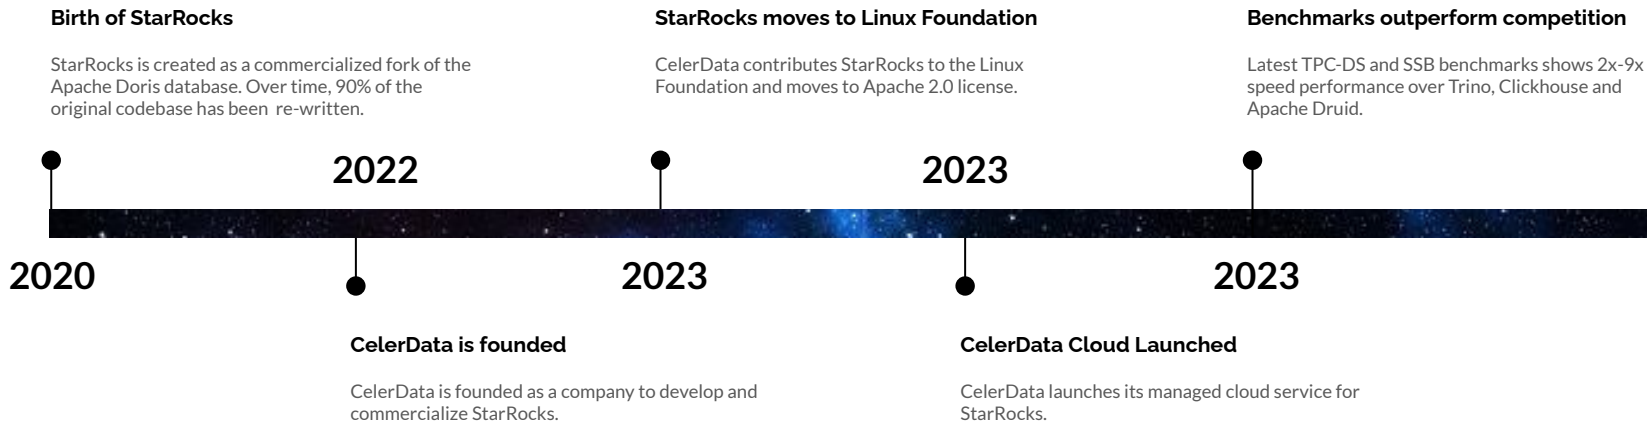 Birth of StarRocks
StarRocks is created as a commercialized fork of the
Apache Doris database. Over time, 90% of the
original codebase has been  re-written.
StarRocks moves to Linux Foundation
CelerData contributes StarRocks to the Linux
Foundation and moves to Apache 2.0 license.
Benchmarks outperform competition
Latest TPC-DS and SSB benchmarks shows 2x-9x
speed performance over Trino, Clickhouse and
Apache Druid.
2022
2023
2020
2023
2023
CelerData is founded
CelerData is founded as a company to develop and
commercialize StarRocks.
CelerData Cloud Launched
CelerData launches its managed cloud service for
StarRocks.